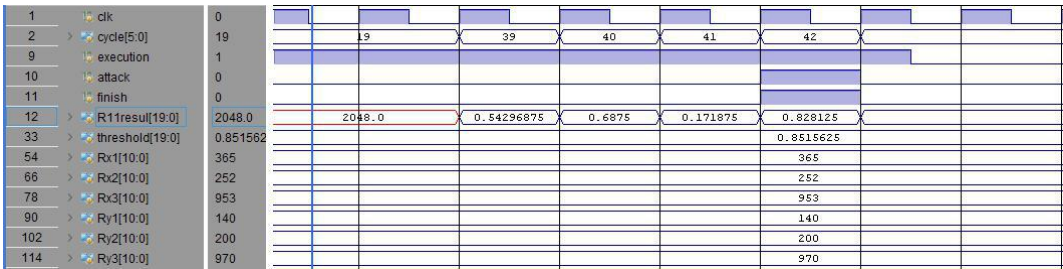 1 clk 0
2 cycle[5:0] 19 19 39 40 41 42
9 execution 1
10 attack 0
11 finish 0
12 R11resul[19:0] 2048.0 2048.0 0.54296875 0.6875 0.171875 0.828125
33 threshold[19:0] 0.851562 0.8515625
54 Rx1[10:0] 365 365
66 Rx2[10:0] 252 252
78 Rx3[10:0] 953 953
90 Ry1[10:0] 140 140
102 Ry2[10:0] 200 200
114 Ry3[10:0] 970 970